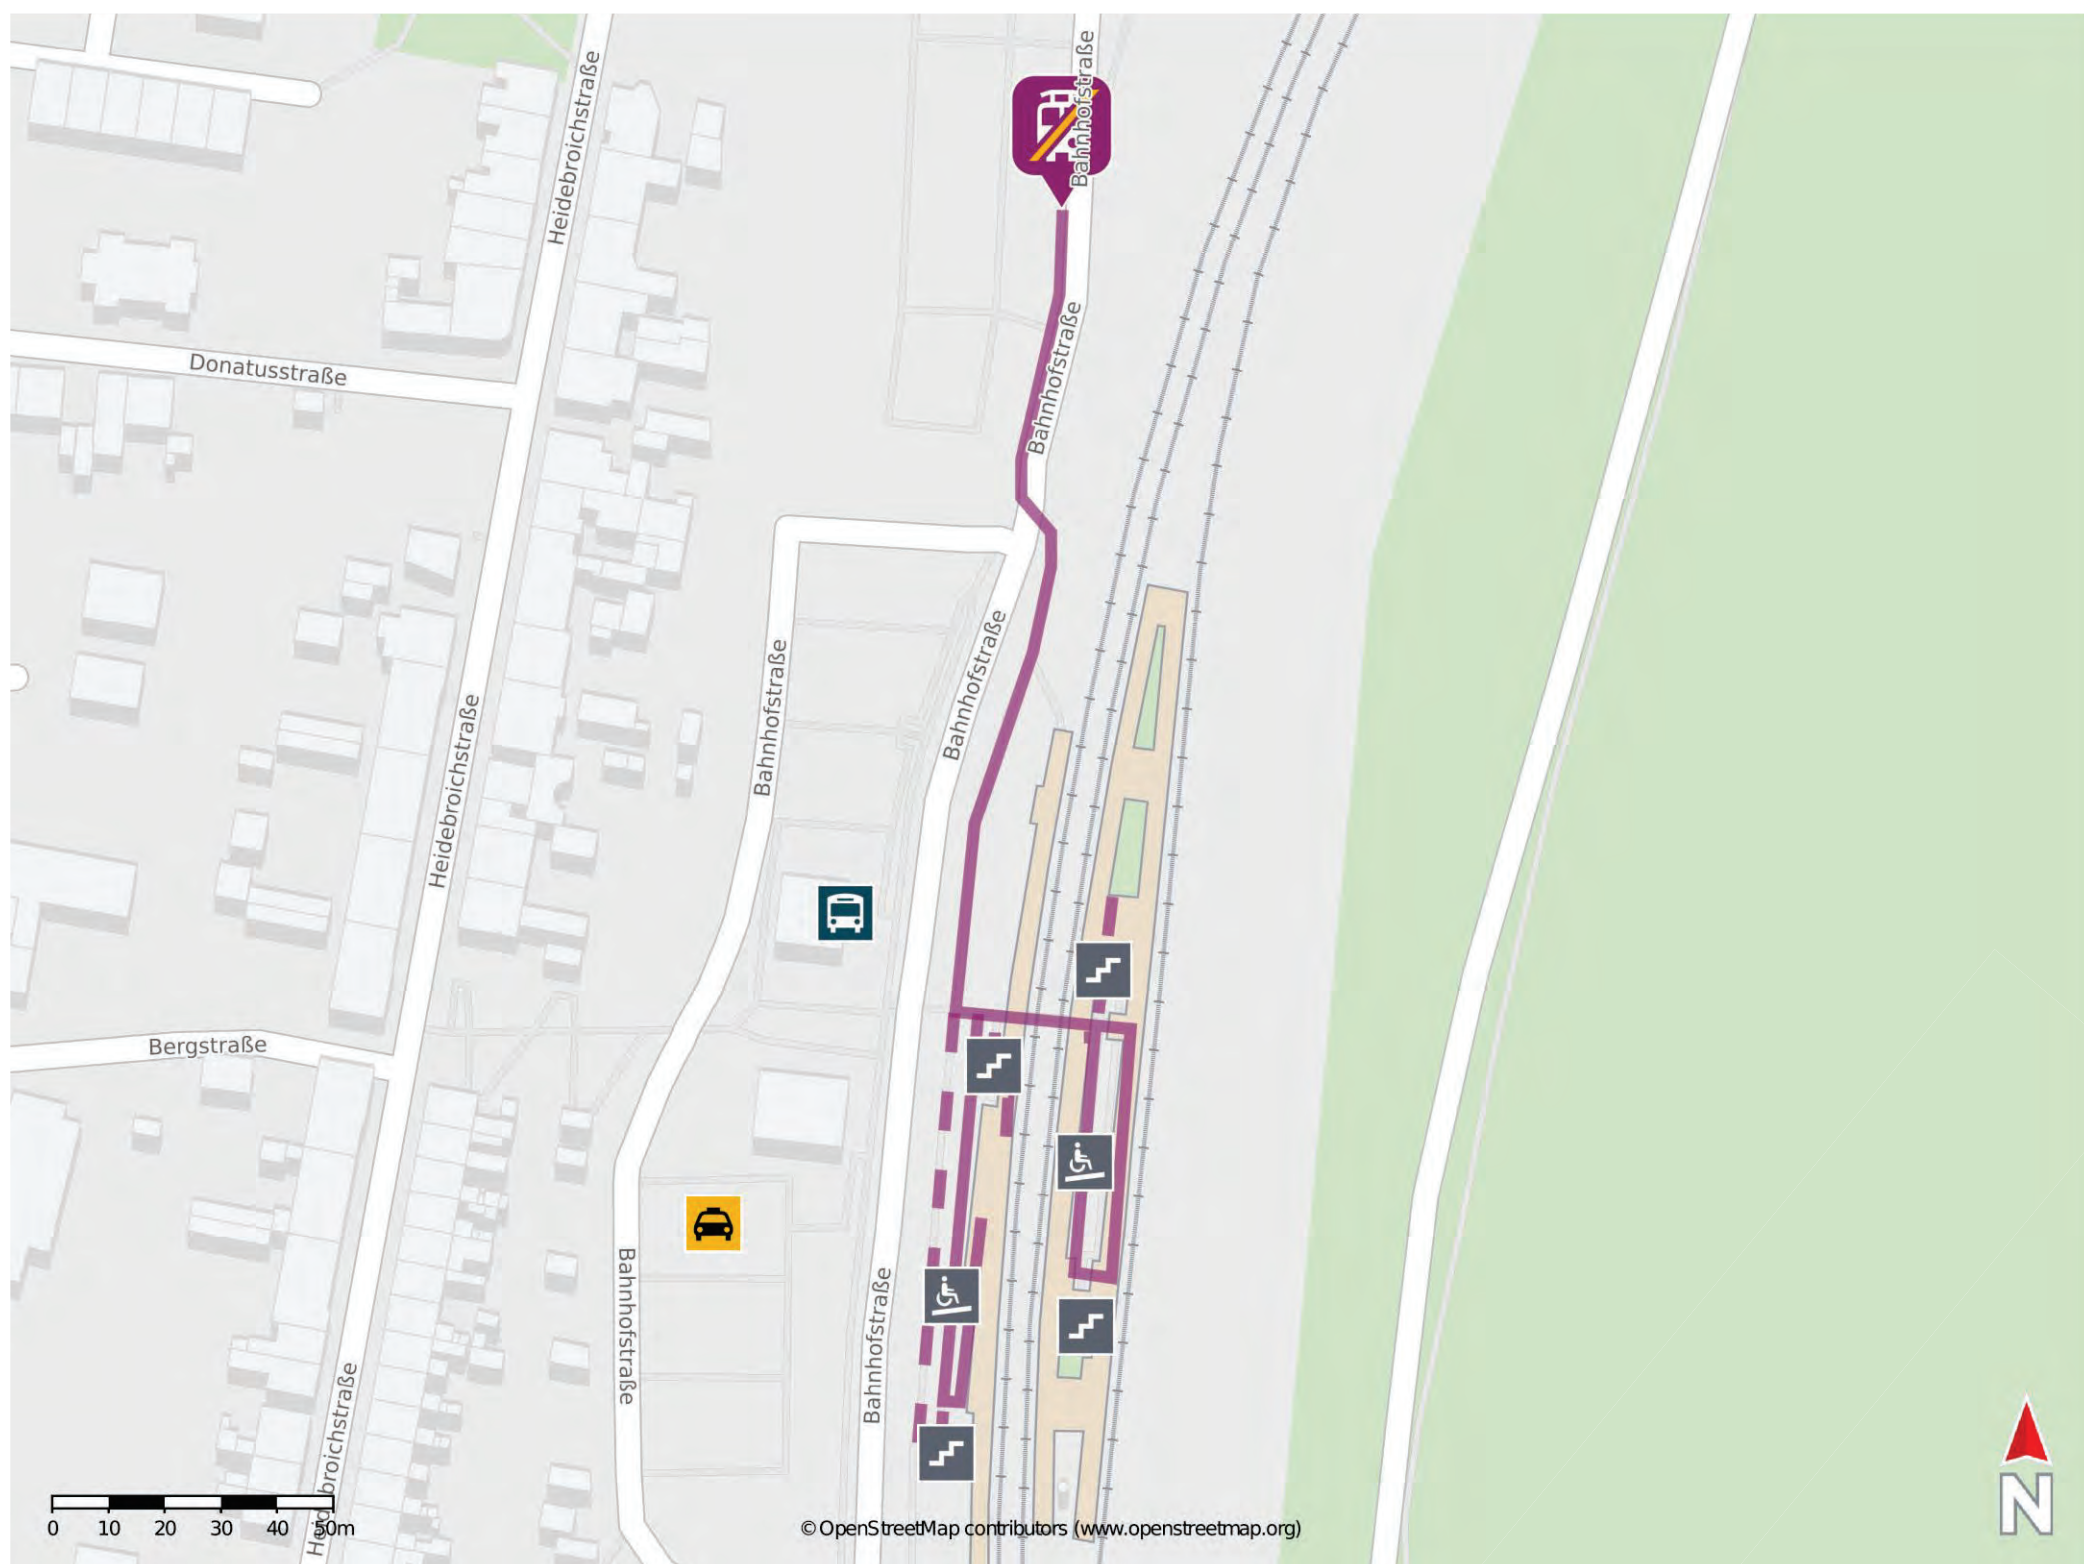 Bahnhofstraße
Heidebroichstraße
Bahnhofstraße
Donatusstraße
Bahnhofstraße
Bahnhofstraße
Heidebroichstraße
Bergstraße
Bahnhofstraße
Bahnhofstraße
Heidebroichstraße
0 10 20 30 40 50m
© OpenStreetMap contributors (www.openstreetmap.org)
N